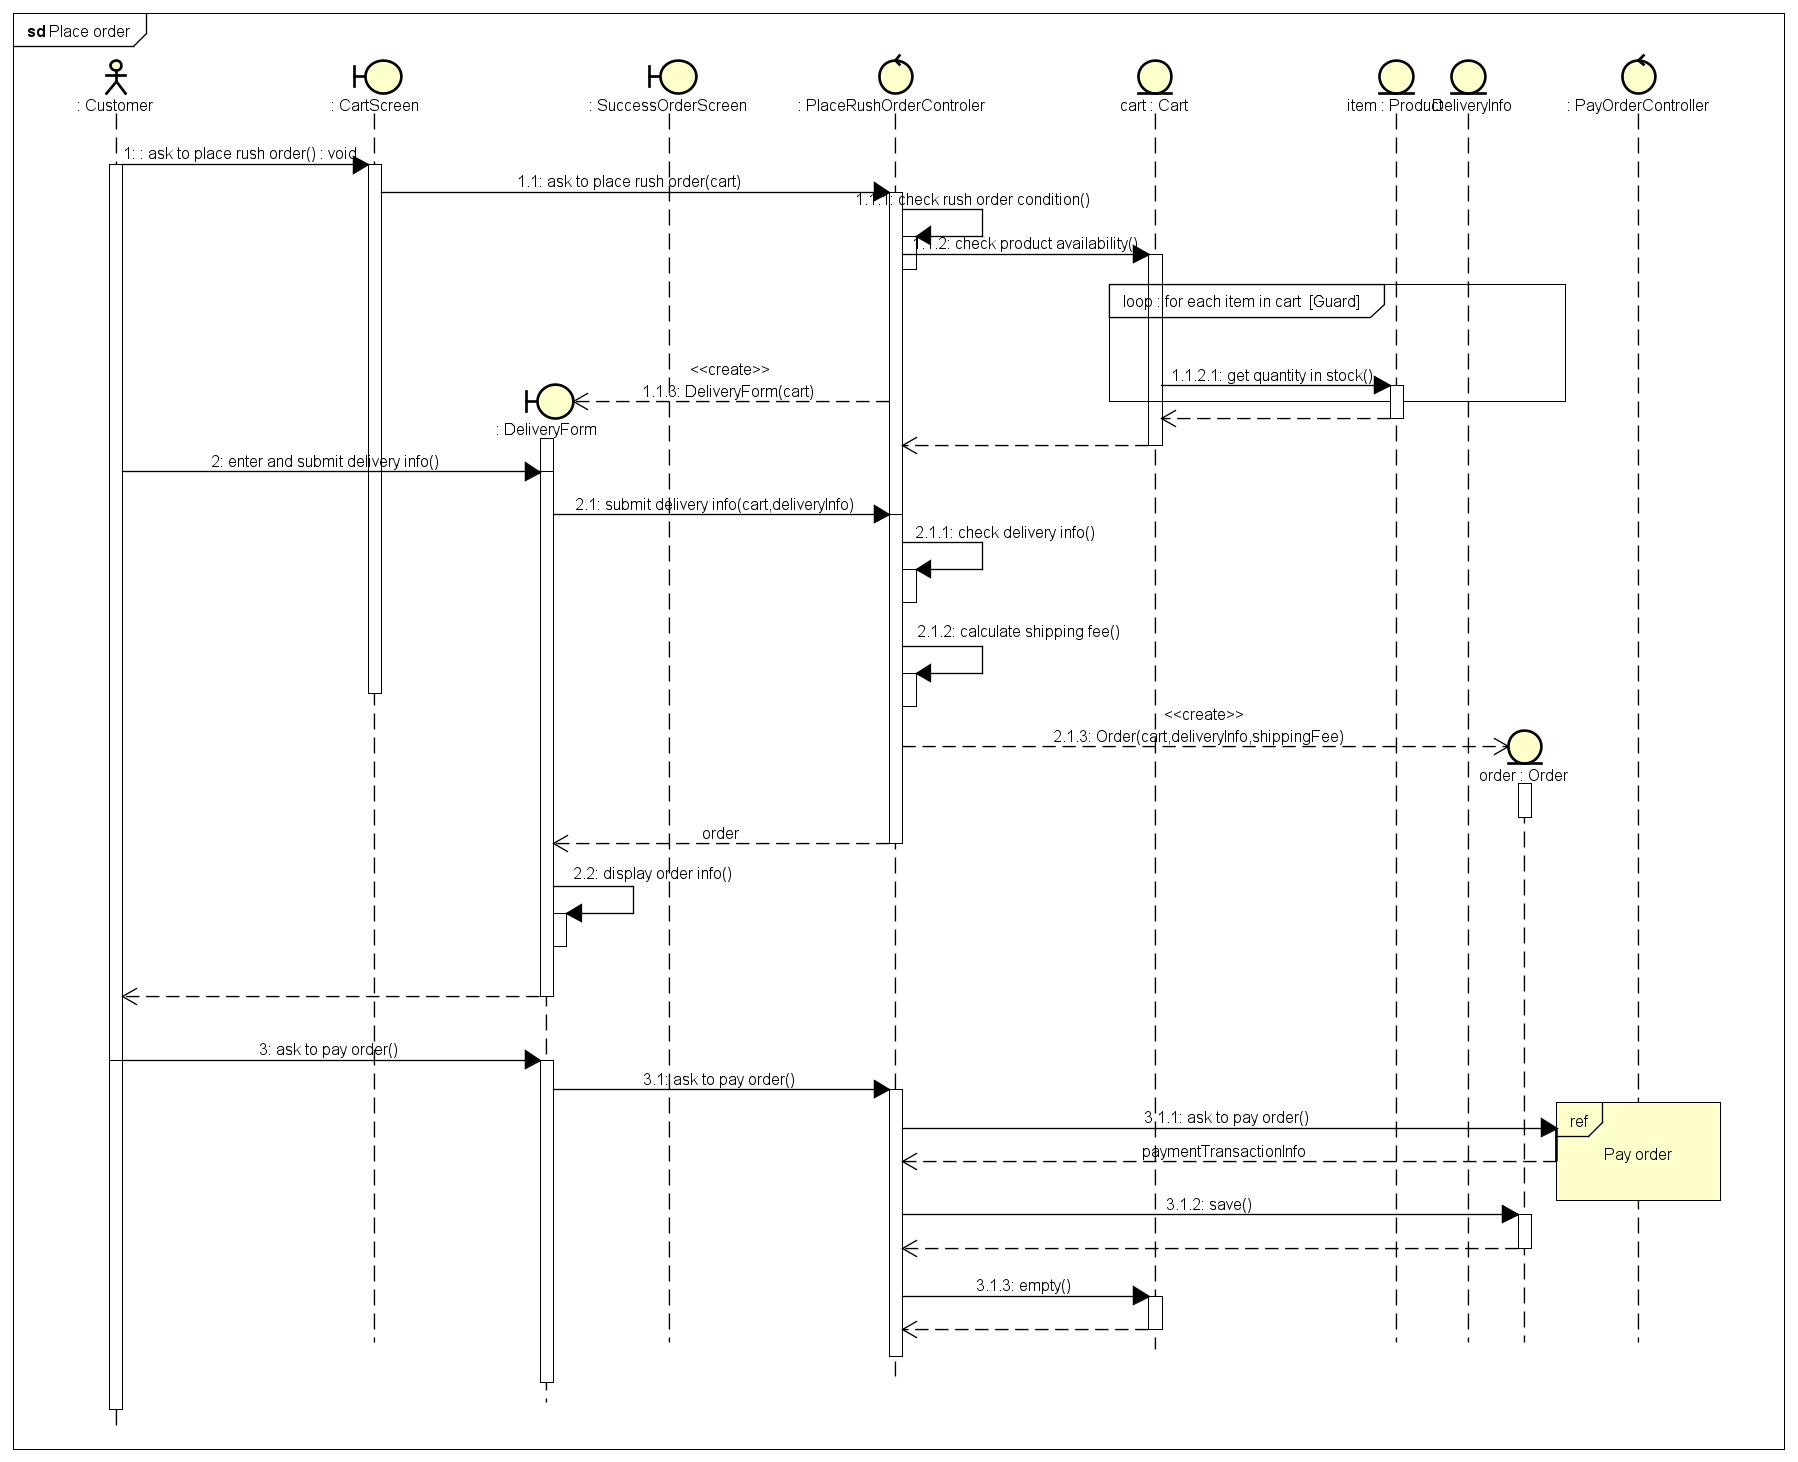 sd Place order
: Customer
: CartScreen
: SuccessOrderScreen
: PlaceRushOrderControler
cart : Cart
item : Product
DeliveryInfo
: PayOrderController
1: : ask to place rush order() : void
1.1: ask to place rush order(cart)
1.1.1: check rush order condition()
1.1.2: check product availability()
loop : for each item in cart [Guard]
<<create>>
1.1.2.1: get quantity in stock()
1.1.3: DeliveryForm(cart)
: DeliveryForm
2: enter and submit delivery info()
2.1: submit delivery info(cart,deliveryInfo)
2.1.1: check delivery info()
2.1.2: calculate shipping fee()
<<create>>
2.1.3: Order(cart,deliveryInfo,shippingFee)
order : Order
order
2.2: display order info()
3: ask to pay order()
3.1: ask to pay order()
3.1.1: ask to pay order()
ref
paymentTransactionInfo
Pay order
3.1.2: save()
3.1.3: empty()